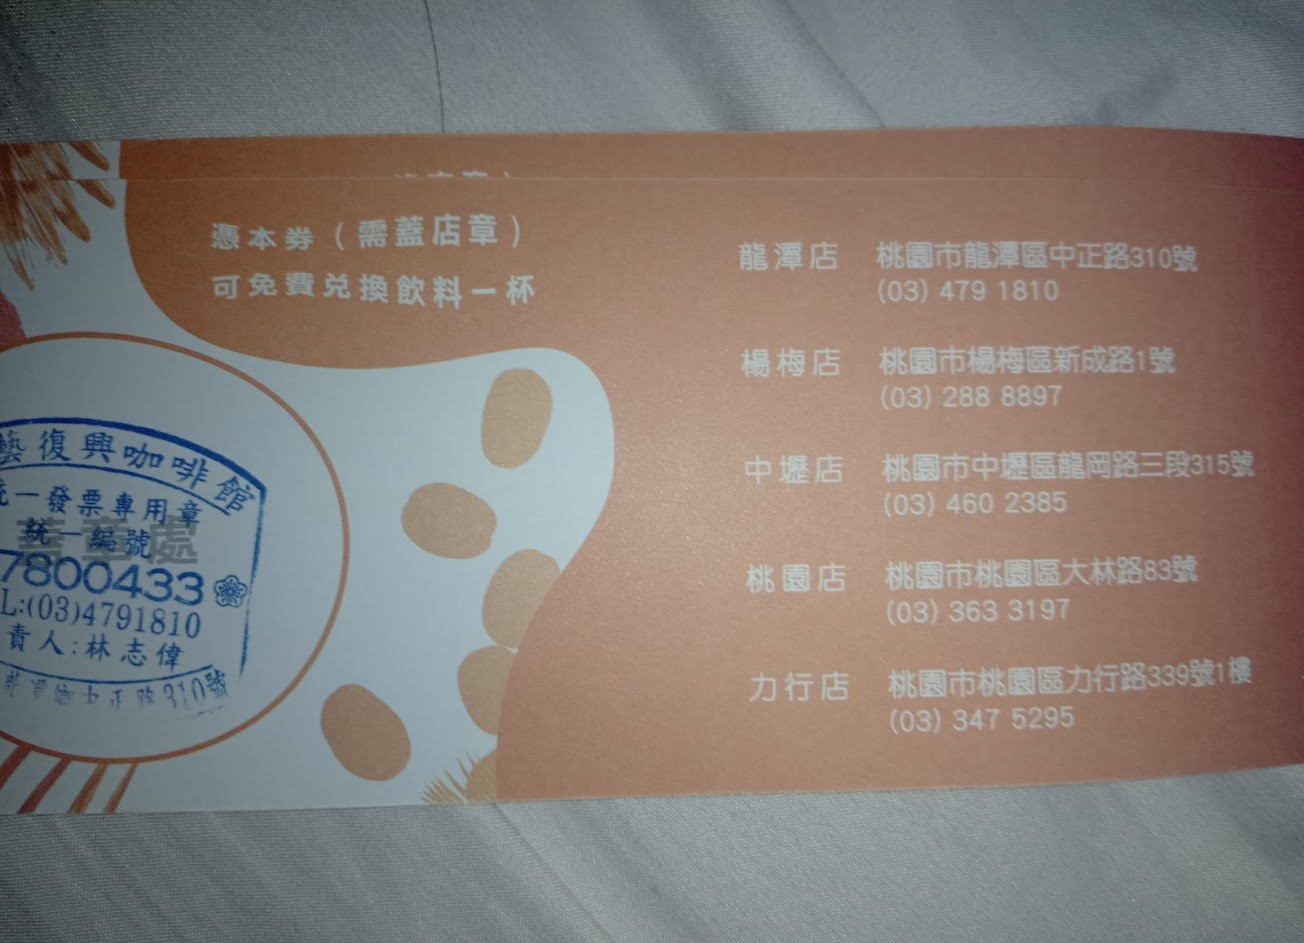 憑本券（需蓋店章）
可免費兌換飲料一杯
龍潭店 桃園市龍潭區中正路310號
(03) 479 1810
楊梅店 桃園市楊梅區新成路1號
(03) 288 8897
中壢店 桃園市中壢區龍岡路三段315號
(03) 460 2385
桃園店 桃園市桃園區大林路83號
(03) 363 3197
力行店 桃園市桃園區力行路339號1樓
(03) 347 5295
藝復興咖啡館
統一發票專用章
蓋章處
統一編號
7800433
L:(03)4791810
責人:林志偉
中正路310號